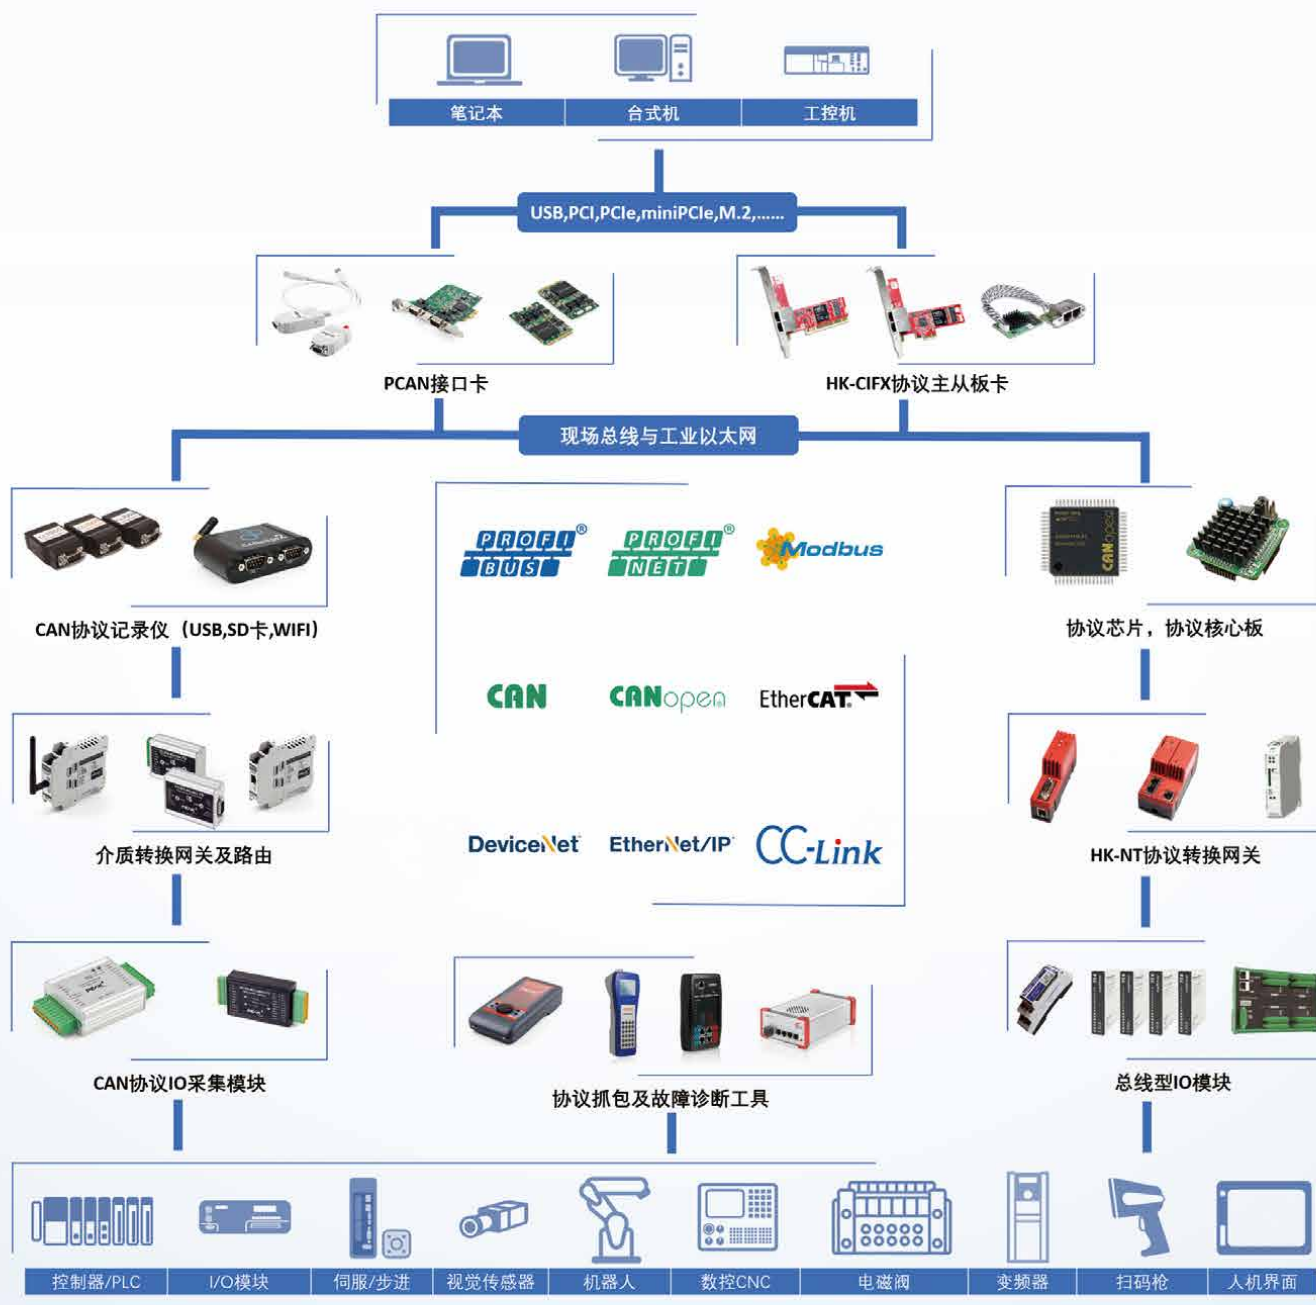 笔记本
台式机
工控机
USB,PCI,PCIe,miniPCIe,M.2,......
PCAN接口卡
HK-CIFX协议主从板卡
现场总线与工业以太网
PROFI®
BUS
PROFI®
NET
Modbus
CANopen
CAN协议记录仪（USB,SD卡,WIFI）
协议芯片，协议核心板
CAN
CANopen
EtherCAT®
介质转换网关及路由
DeviceNet
EtherNet/IP
CC-Link
HK-NT协议转换网关
CAN协议IO采集模块
协议抓包及故障诊断工具
总线型IO模块
控制器/PLC
I/O模块
伺服/步进
视觉传感器
机器人
数控CNC
电磁阀
变频器
扫码枪
人机界面